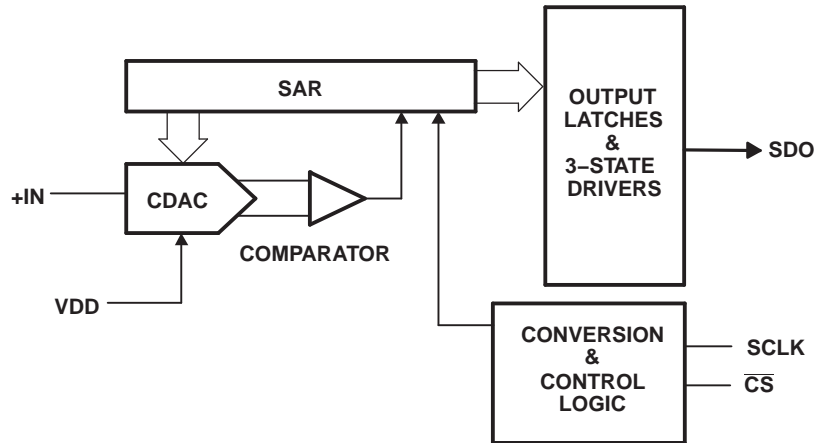 SAR
OUTPUT
LATCHES
&
3−STATE
DRIVERS
SDO
+IN
CDAC
COMPARATOR
VDD
CONVERSION
&
CONTROL
LOGIC
SCLK
CS